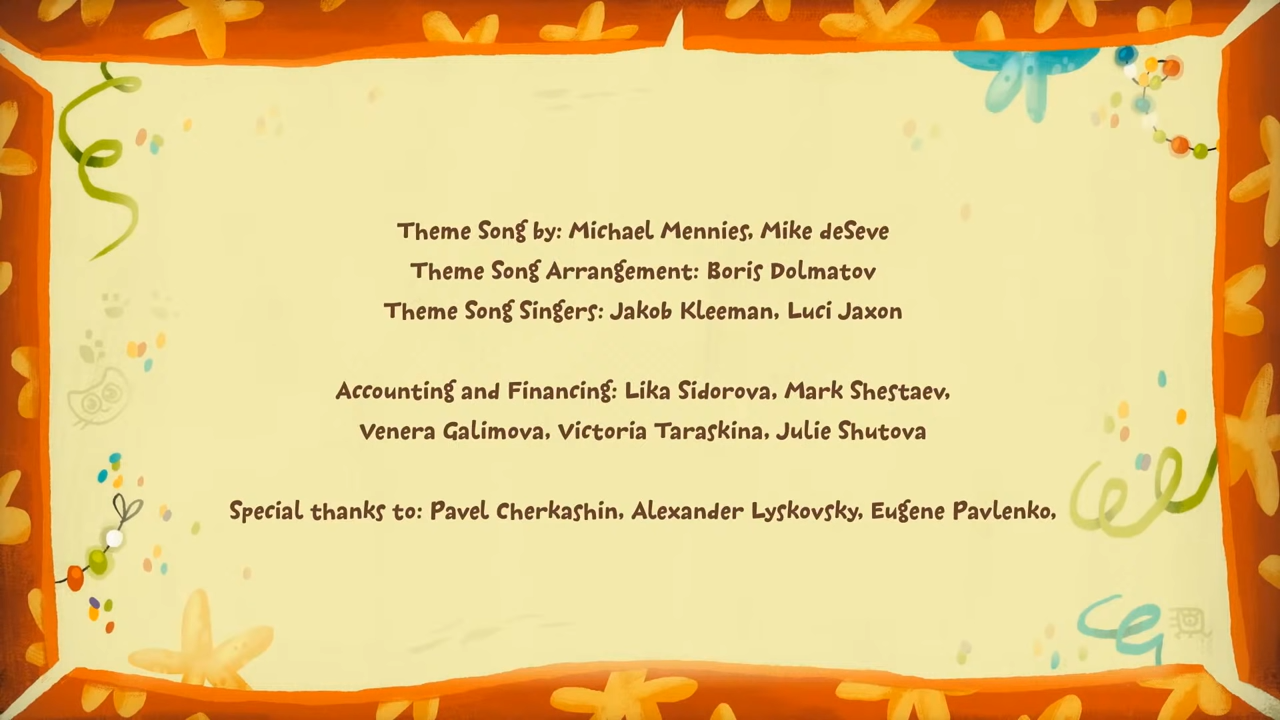 Theme Song by: Michael Mennies, Mike deSeve
Theme Song Arrangement: Boris Dolmatov
Theme Song Singers: Jakob Kleeman, Luci Jaxon
Accounting and Financing: Lika Sidorova, Mark Shestaev,
Venera Galimova, Victoria Taraskina, Julie Shutova
Special thanks to: Pavel Cherkashin, Alexander Lyskovsky, Eugene Pavlenko,